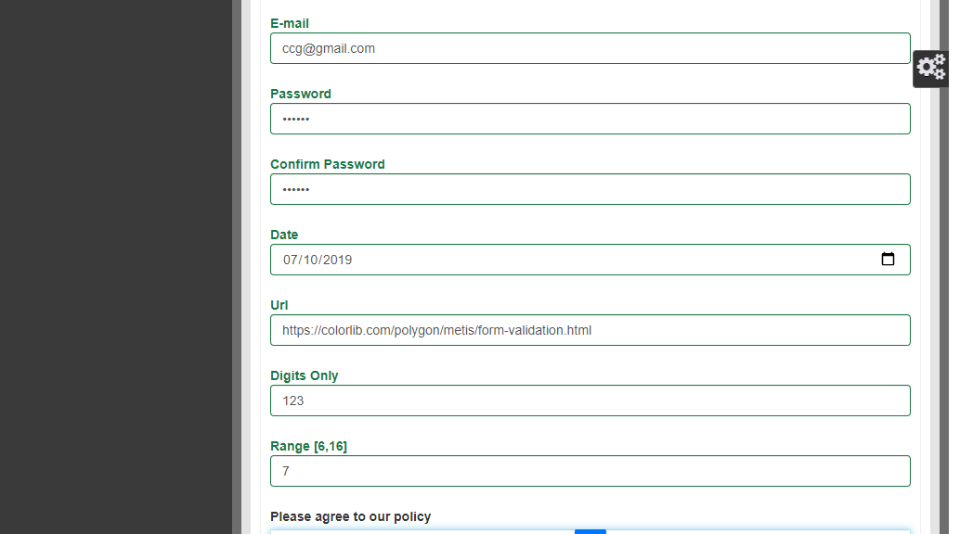 E-mail
ccg@gmail.com
Password
••••••
Confirm Password
••••••
Date
07/10/2019
Url
https://colorlib.com/polygon/metis/form-validation.html
Digits Only
123
Range [6,16]
7
Please agree to our policy